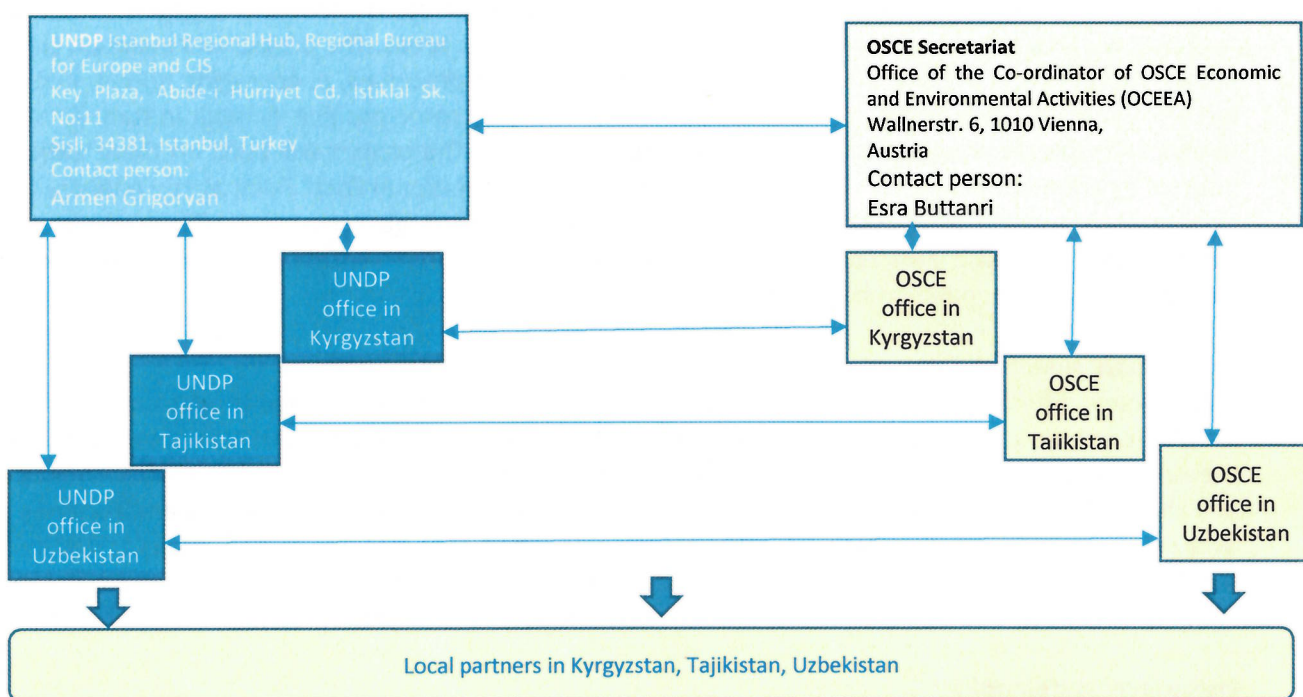 UNDP Istanbul Regional Hub, Regional Bureau
for Europe and CIS
Key Plaza, Abide-ı Hürriyet Cd. Istiklal Sk.
No:11
Şişli, 34381, Istanbul, Turkey
Contact person:
Armen Grigoryan
OSCE Secretariat
Office of the Co-ordinator of OSCE Economic
and Environmental Activities (OCEEA)
Wallnerstr. 6, 1010 Vienna,
Austria
Contact person:
Esra Buttanri
UNDP
office in
Kyrgyzstan
OSCE
office in
Kyrgyzstan
UNDP
office in
Tajikistan
OSCE
office in
Taiikistan
UNDP
office in
Uzbekistan
OSCE
office in
Uzbekistan
Local partners in Kyrgyzstan, Tajikistan, Uzbekistan